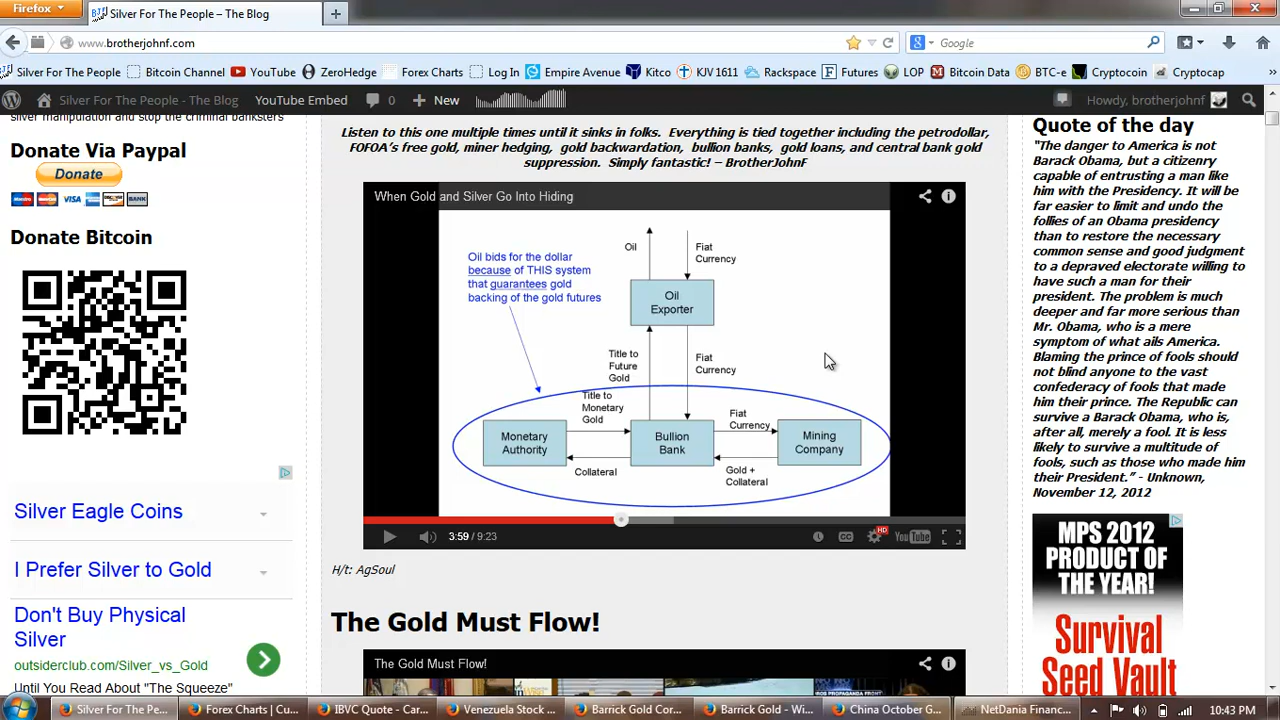 Firefox
Silver For The People – The Blog
www.brotherjohnf.com
Google
Silver For The People
Bitcoin Channel
YouTube
ZeroHedge
Forex Charts
Log In
Empire Avenue
Kitco
KJV 1611
Rackspace
Futures
LOP
Bitcoin Data
BTC-e
Cryptocoin
Cryptocap
Silver For The People - The Blog
YouTube Embed
0
New
Howdy, brotherjohnf
silver manipulation and stop the criminal banksters
Donate Via Paypal
Donate
VISA
BANK
Donate Bitcoin
Silver Eagle Coins
I Prefer Silver to Gold
Don't Buy Physical
Silver
outsiderclub.com/Silver_vs_Gold
Until You Read About "The Squeeze"
Listen to this one multiple times until it sinks in folks. Everything is tied together including the petrodollar,
FOFOA's free gold, miner hedging, gold backwardation, bullion banks, gold loans, and central bank gold
suppression. Simply fantastic! – BrotherJohnF
When Gold and Silver Go Into Hiding
Oil bids for the dollar
because of THIS system
that guarantees gold
backing of the gold futures
Oil
Fiat
Currency
Oil
Exporter
Title to
Future
Gold
Fiat
Currency
Title to
Monetary
Gold
Fiat
Currency
Monetary
Authority
Bullion
Bank
Mining
Company
Collateral
Gold +
Collateral
3:59 / 9:23
CC
HD
YouTube
H/t: AgSoul
The Gold Must Flow!
The Gold Must Flow!
Quote of the day
"The danger to America is not
Barack Obama, but a citizenry
capable of entrusting a man like
him with the Presidency. It will be
far easier to limit and undo the
follies of an Obama presidency
than to restore the necessary
common sense and good judgment
to a depraved electorate willing to
have such a man for their
president. The problem is much
deeper and far more serious than
Mr. Obama, who is a mere
symptom of what ails America.
Blaming the prince of fools should
not blind anyone to the vast
confederacy of fools that made
him their prince. The Republic can
survive a Barack Obama, who is,
after all, merely a fool. It is less
likely to survive a multitude of
fools, such as those who made him
their President." - Unknown,
November 12, 2012
MPS 2012
PRODUCT OF
THE YEAR!
Survival
Seed Vault
Silver For The Pe...
Forex Charts | Cu...
IBVC Quote - Car...
Venezuela Stock ...
Barrick Gold Cor...
Barrick Gold - Wi...
China October G...
NetDania Financ...
10:43 PM